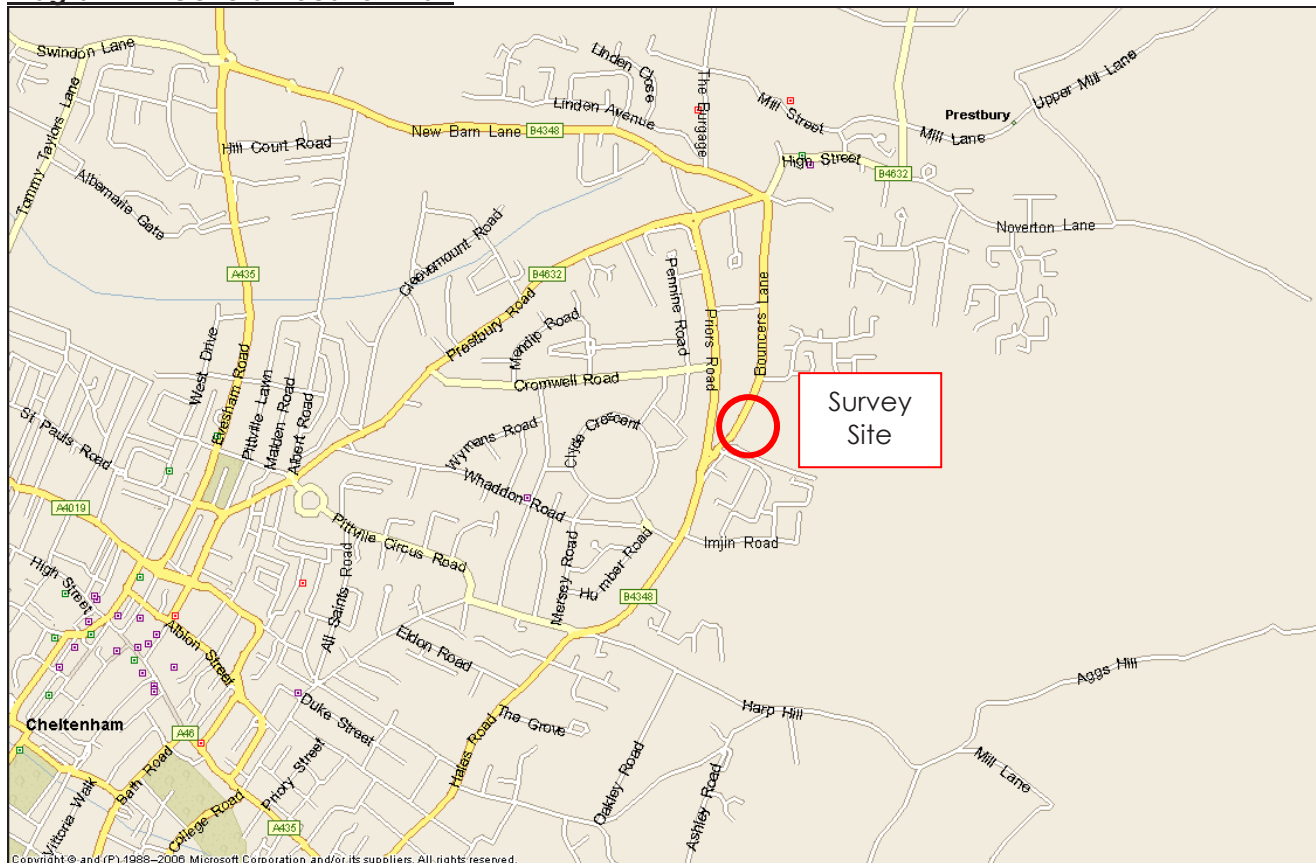 Swindon Lane
Tommy Taylors Lane
Linden Close
The Burgage
Linden Avenue
Mill Street
Upper Mill Lane
Prestbury
Mill Lane
New Barn Lane
B4348
Hill Court Road
High Street
B4632
Albemarle Gate
Noverton Lane
Cleevemount Road
A435
B4632
Pennine Road
Priors Road
Bouncers Lane
Prestbury Road
Mendip Road
West Drive
Evesham Road
Cromwell Road
Pittville Lawn
Malden Road
Albert Road
St Pauls Road
Wymans Road
Clyde Crescent
Survey
Site
Whaddon Road
A4019
Pittville Circus Road
Imjin Road
High Street
All Saints Road
Mersey Road
Humber Road
B4348
Albion Street
Eldon Road
Aggs Hill
Duke Street
The Grove
Harp Hill
Cheltenham
A46
Hales Road
Mill Lane
Bath Road
Priory Street
Oakley Road
Ashley Road
Vittoria Walk
College Road
A435
Copyright © and (P) 1988–2006 Microsoft Corporation and/or its suppliers. All rights reserved.